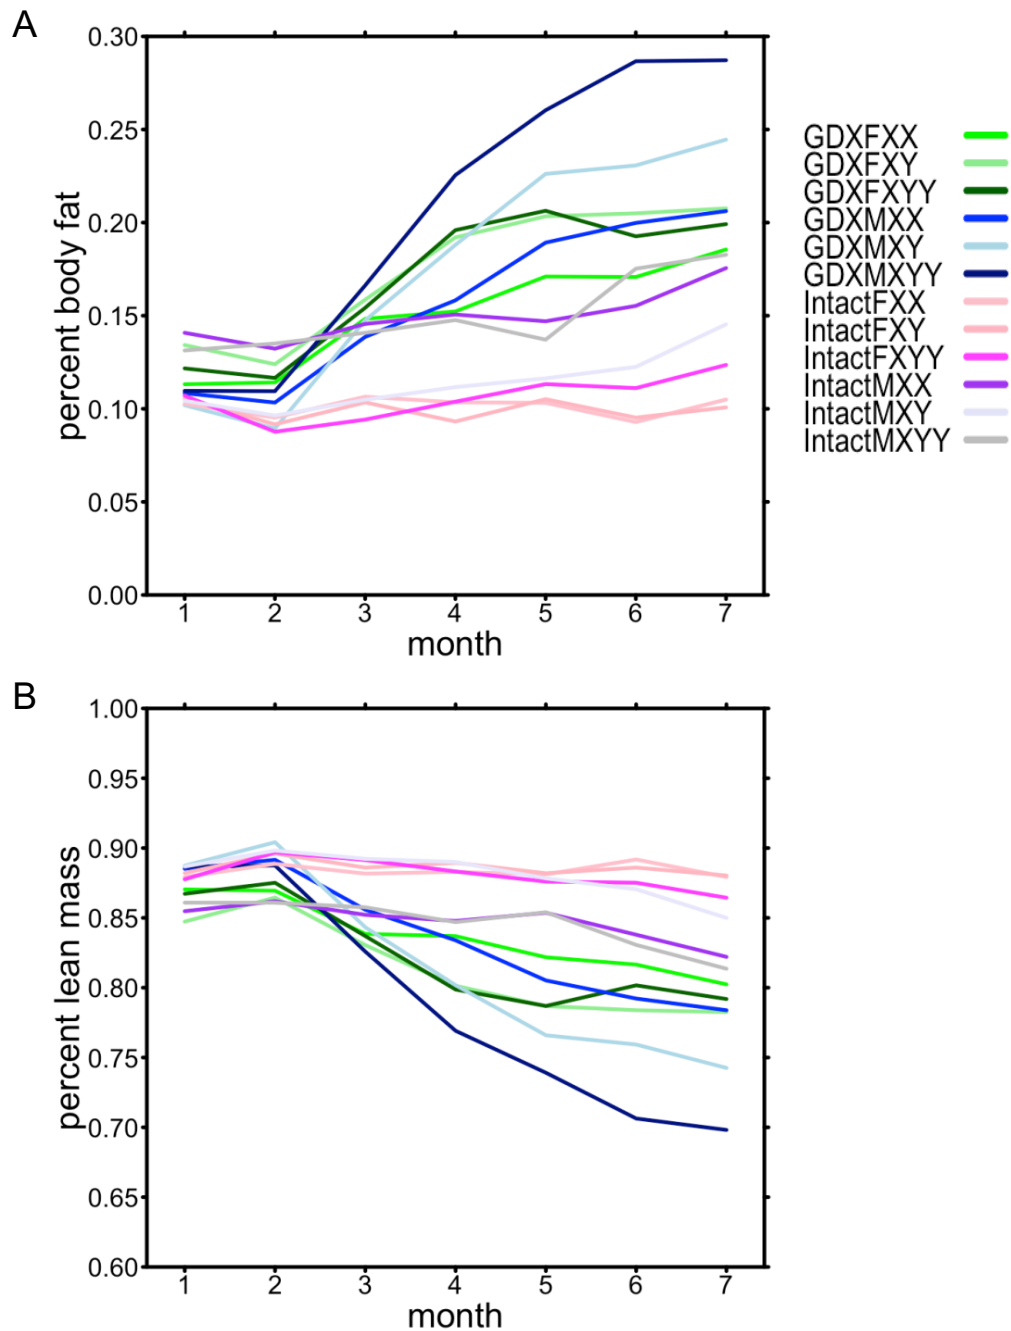 A
0.30
0.25
0.20
0.15
0.10
0.05
0.00
percent body fat
1 2 3 4 5 6 7
month
GDXFXX
GDXFXY
GDXFXYY
GDXMXX
GDXMXY
GDXMXYY
IntactFXX
IntactFXY
IntactFXYY
IntactMXX
IntactMXY
IntactMXYY
B
1.00
0.95
0.90
0.85
0.80
0.75
0.70
0.65
0.60
percent lean mass
1 2 3 4 5 6 7
month